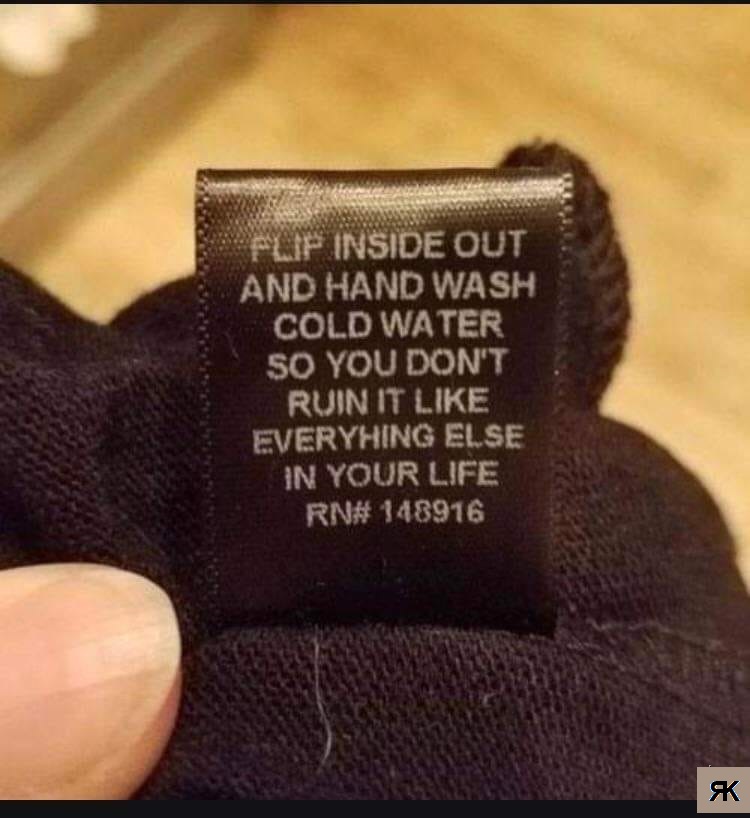 FLIP INSIDE OUT
AND HAND WASH
COLD WATER
SO YOU DON'T
RUIN IT LIKE
EVERYHING ELSE
IN YOUR LIFE
RN# 148916
RK